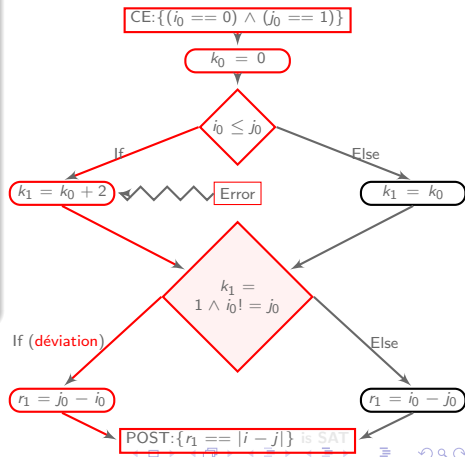 CE:{(i₀ == 0) ∧ (j₀ == 1)}
k₀ = 0
i₀ ≤ j₀
If
Else
k₁ = k₀ + 2
Error
k₁ = k₀
k₁ =
1 ∧ i₀! = j₀
If (déviation)
Else
r₁ = j₀ − i₀
r₁ = i₀ − j₀
POST:{r₁ == |i − j|} is SAT